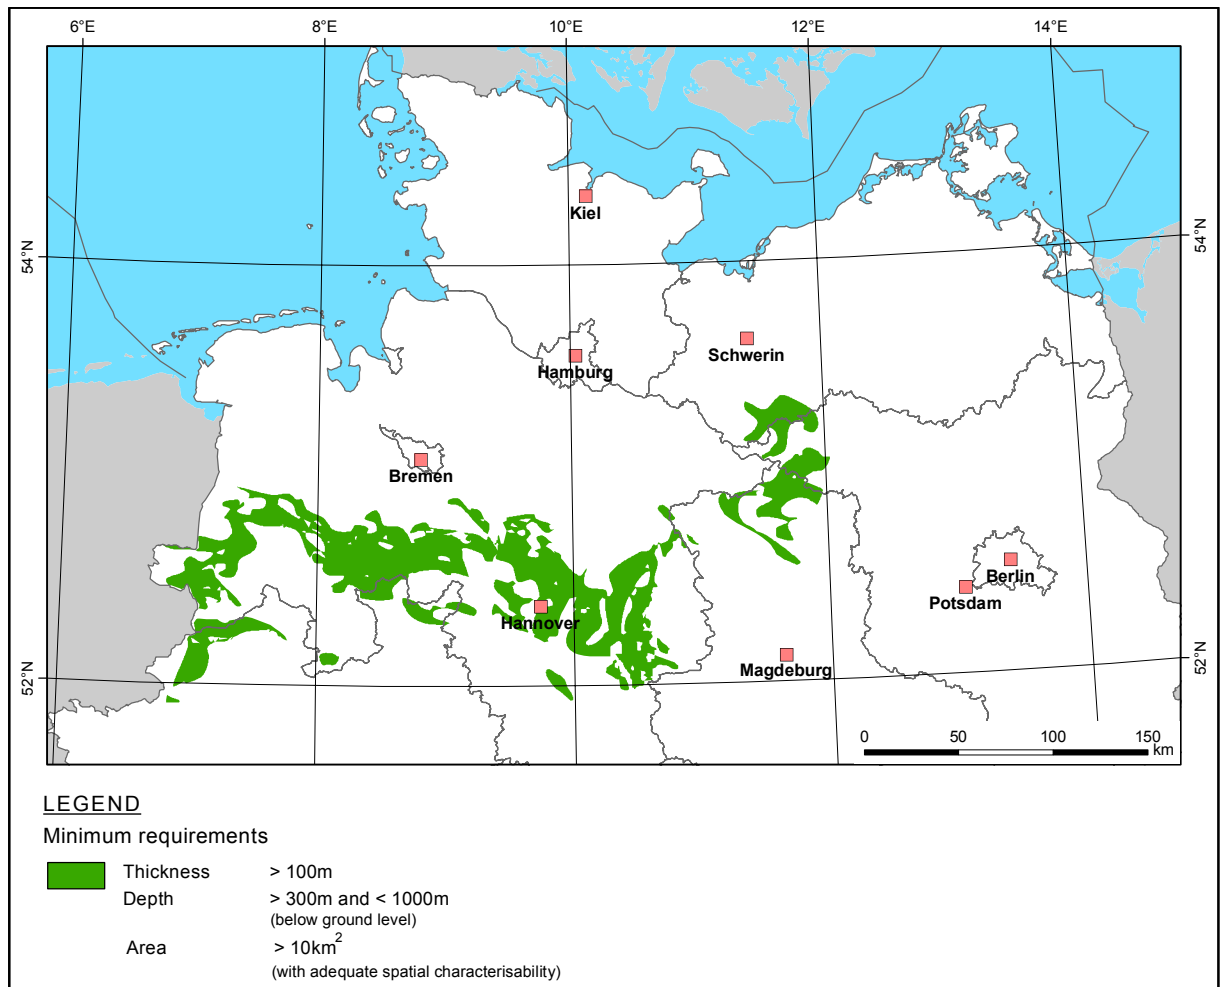 6°E 8°E 10°E 12°E 14°E
54°N
54°N
Kiel
Schwerin
Hamburg
Bremen
Berlin
Potsdam
Hannover
Magdeburg
52°N
52°N
0 50 100 150
km
LEGEND
Minimum requirements
Thickness > 100m
Depth > 300m and < 1000m
(below ground level)
Area > 10km²
(with adequate spatial characterisability)